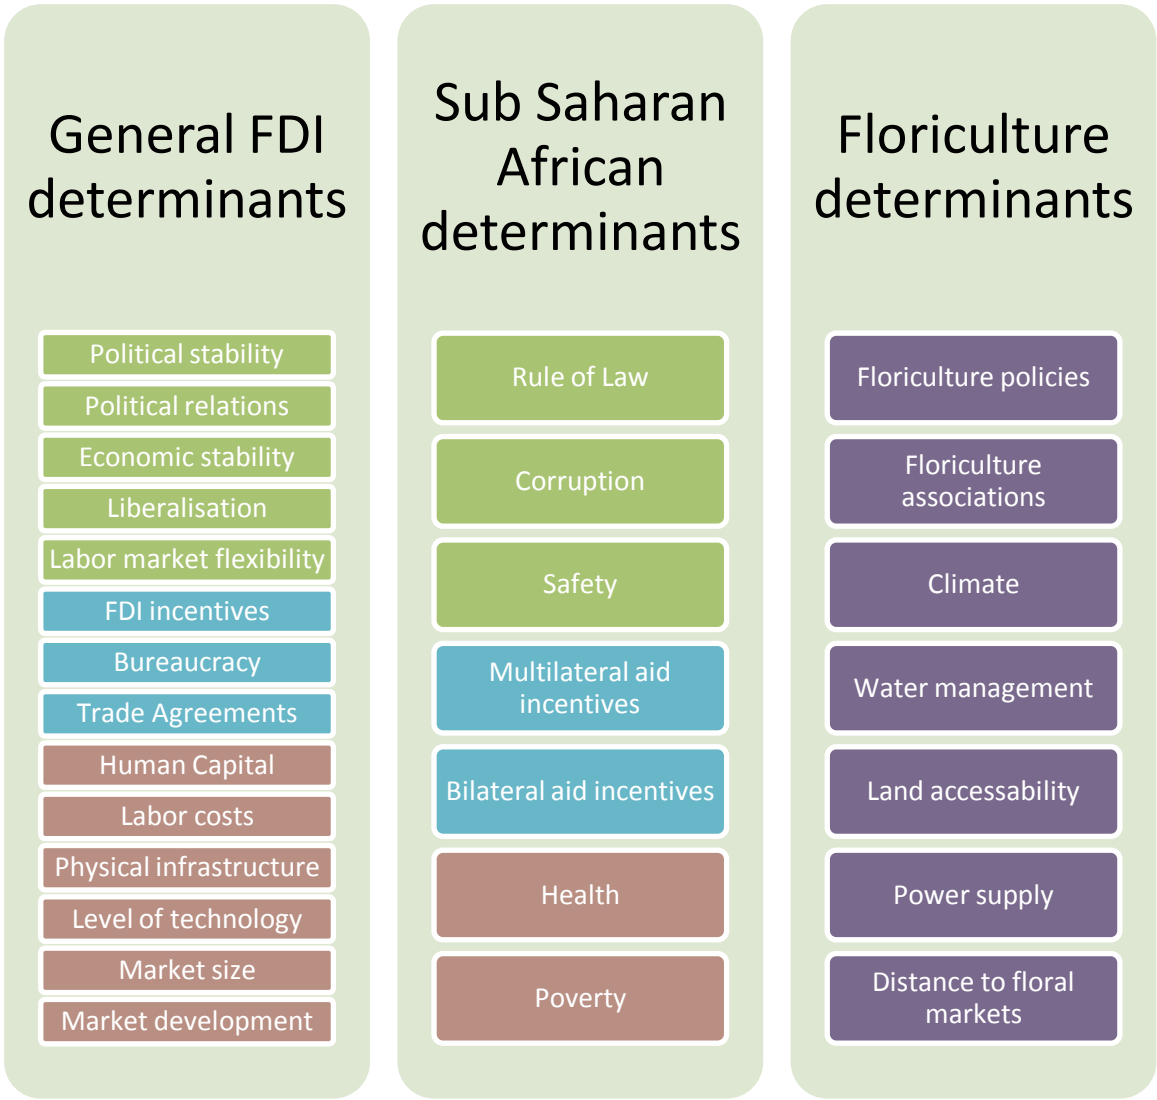 General FDI
determinants
Political stability
Political relations
Economic stability
Liberalisation
Labor market flexibility
FDI incentives
Bureaucracy
Trade Agreements
Human Capital
Labor costs
Physical infrastructure
Level of technology
Market size
Market development
Sub Saharan
African
determinants
Rule of Law
Corruption
Safety
Multilateral aid
incentives
Bilateral aid incentives
Health
Poverty
Floriculture
determinants
Floriculture policies
Floriculture
associations
Climate
Water management
Land accessability
Power supply
Distance to floral
markets